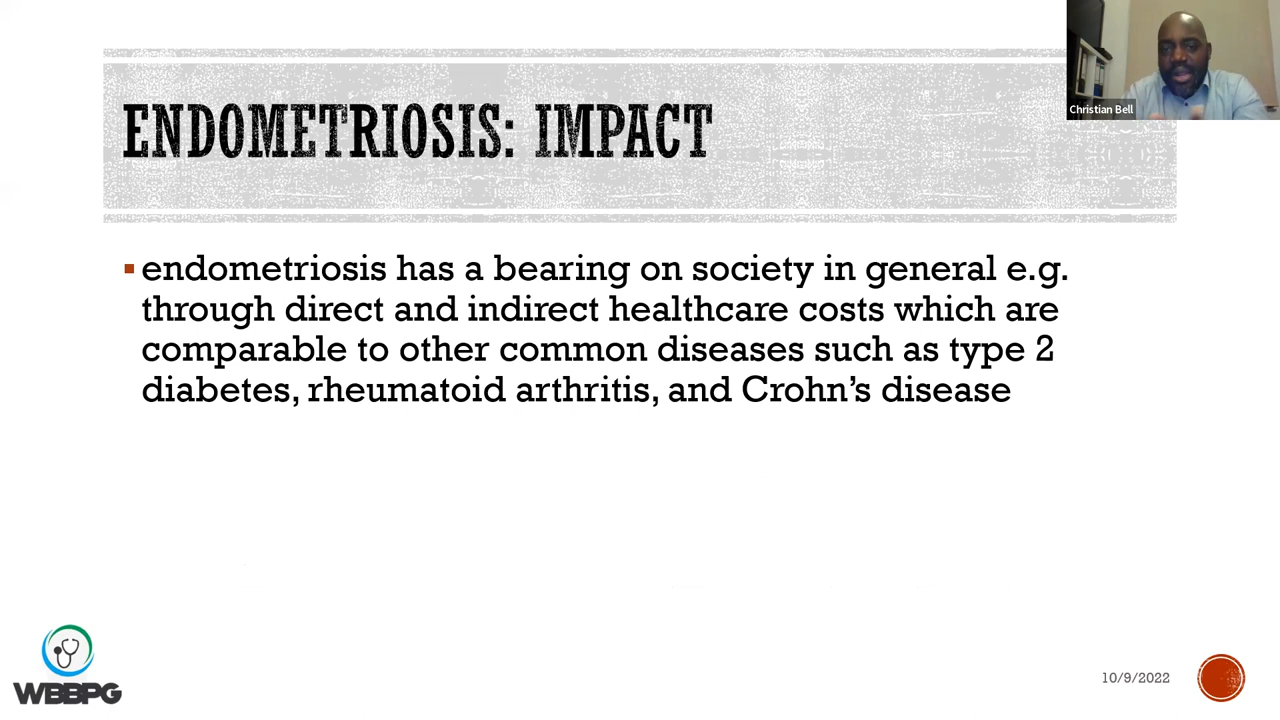 Christian Bell
ENDOMETRIOSIS: IMPACT
endometriosis has a bearing on society in general e.g.
through direct and indirect healthcare costs which are
comparable to other common diseases such as type 2
diabetes, rheumatoid arthritis, and Crohn’s disease
WBBPG
10/9/2022